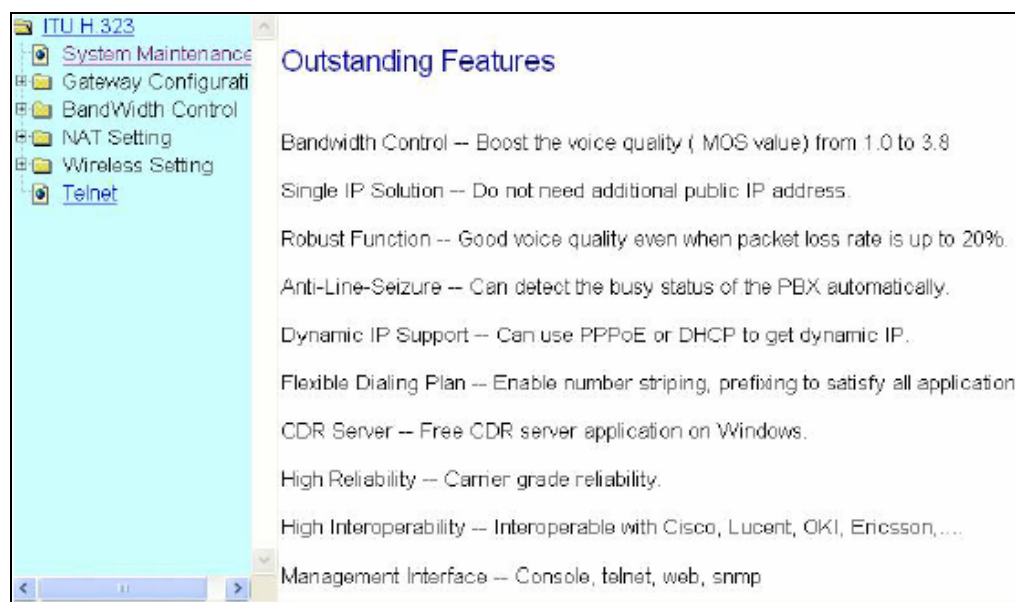 ITU H.323
System Maintenance
Gateway Configurati
BandWidth Control
NAT Setting
Wireless Setting
Telnet
Outstanding Features
Bandwidth Control -- Boost the voice quality ( MOS value) from 1.0 to 3.8
Single IP Solution -- Do not need additional public IP address.
Robust Function -- Good voice quality even when packet loss rate is up to 20%.
Anti-Line-Seizure -- Can detect the busy status of the PBX automatically.
Dynamic IP Support -- Can use PPPoE or DHCP to get dynamic IP.
Flexible Dialing Plan -- Enable number striping, prefixing to satisfy all application
CDR Server -- Free CDR server application on Windows.
High Reliability -- Carrier grade reliability.
High Interoperability -- Interoperable with Cisco, Lucent, OKI, Ericsson,....
Management Interface -- Console, telnet, web, snmp